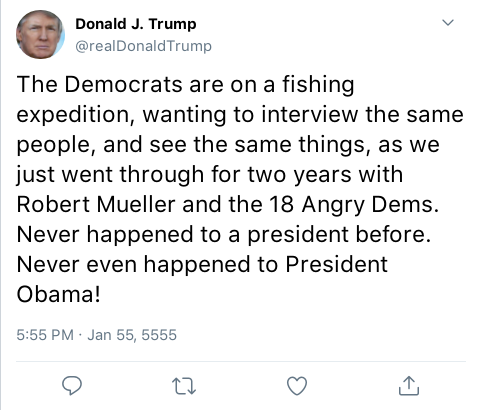 Donald J. Trump
@realDonaldTrump
The Democrats are on a fishing
expedition, wanting to interview the same
people, and see the same things, as we
just went through for two years with
Robert Mueller and the 18 Angry Dems.
Never happened to a president before.
Never even happened to President
Obama!
5:55 PM · Jan 55, 5555